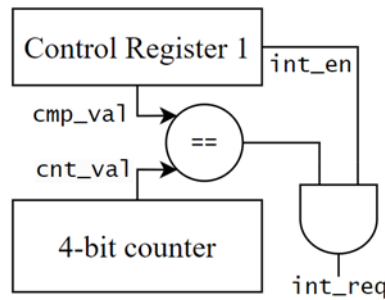 Control Register 1
int_en
cmp_val
==
cnt_val
4-bit counter
int_req